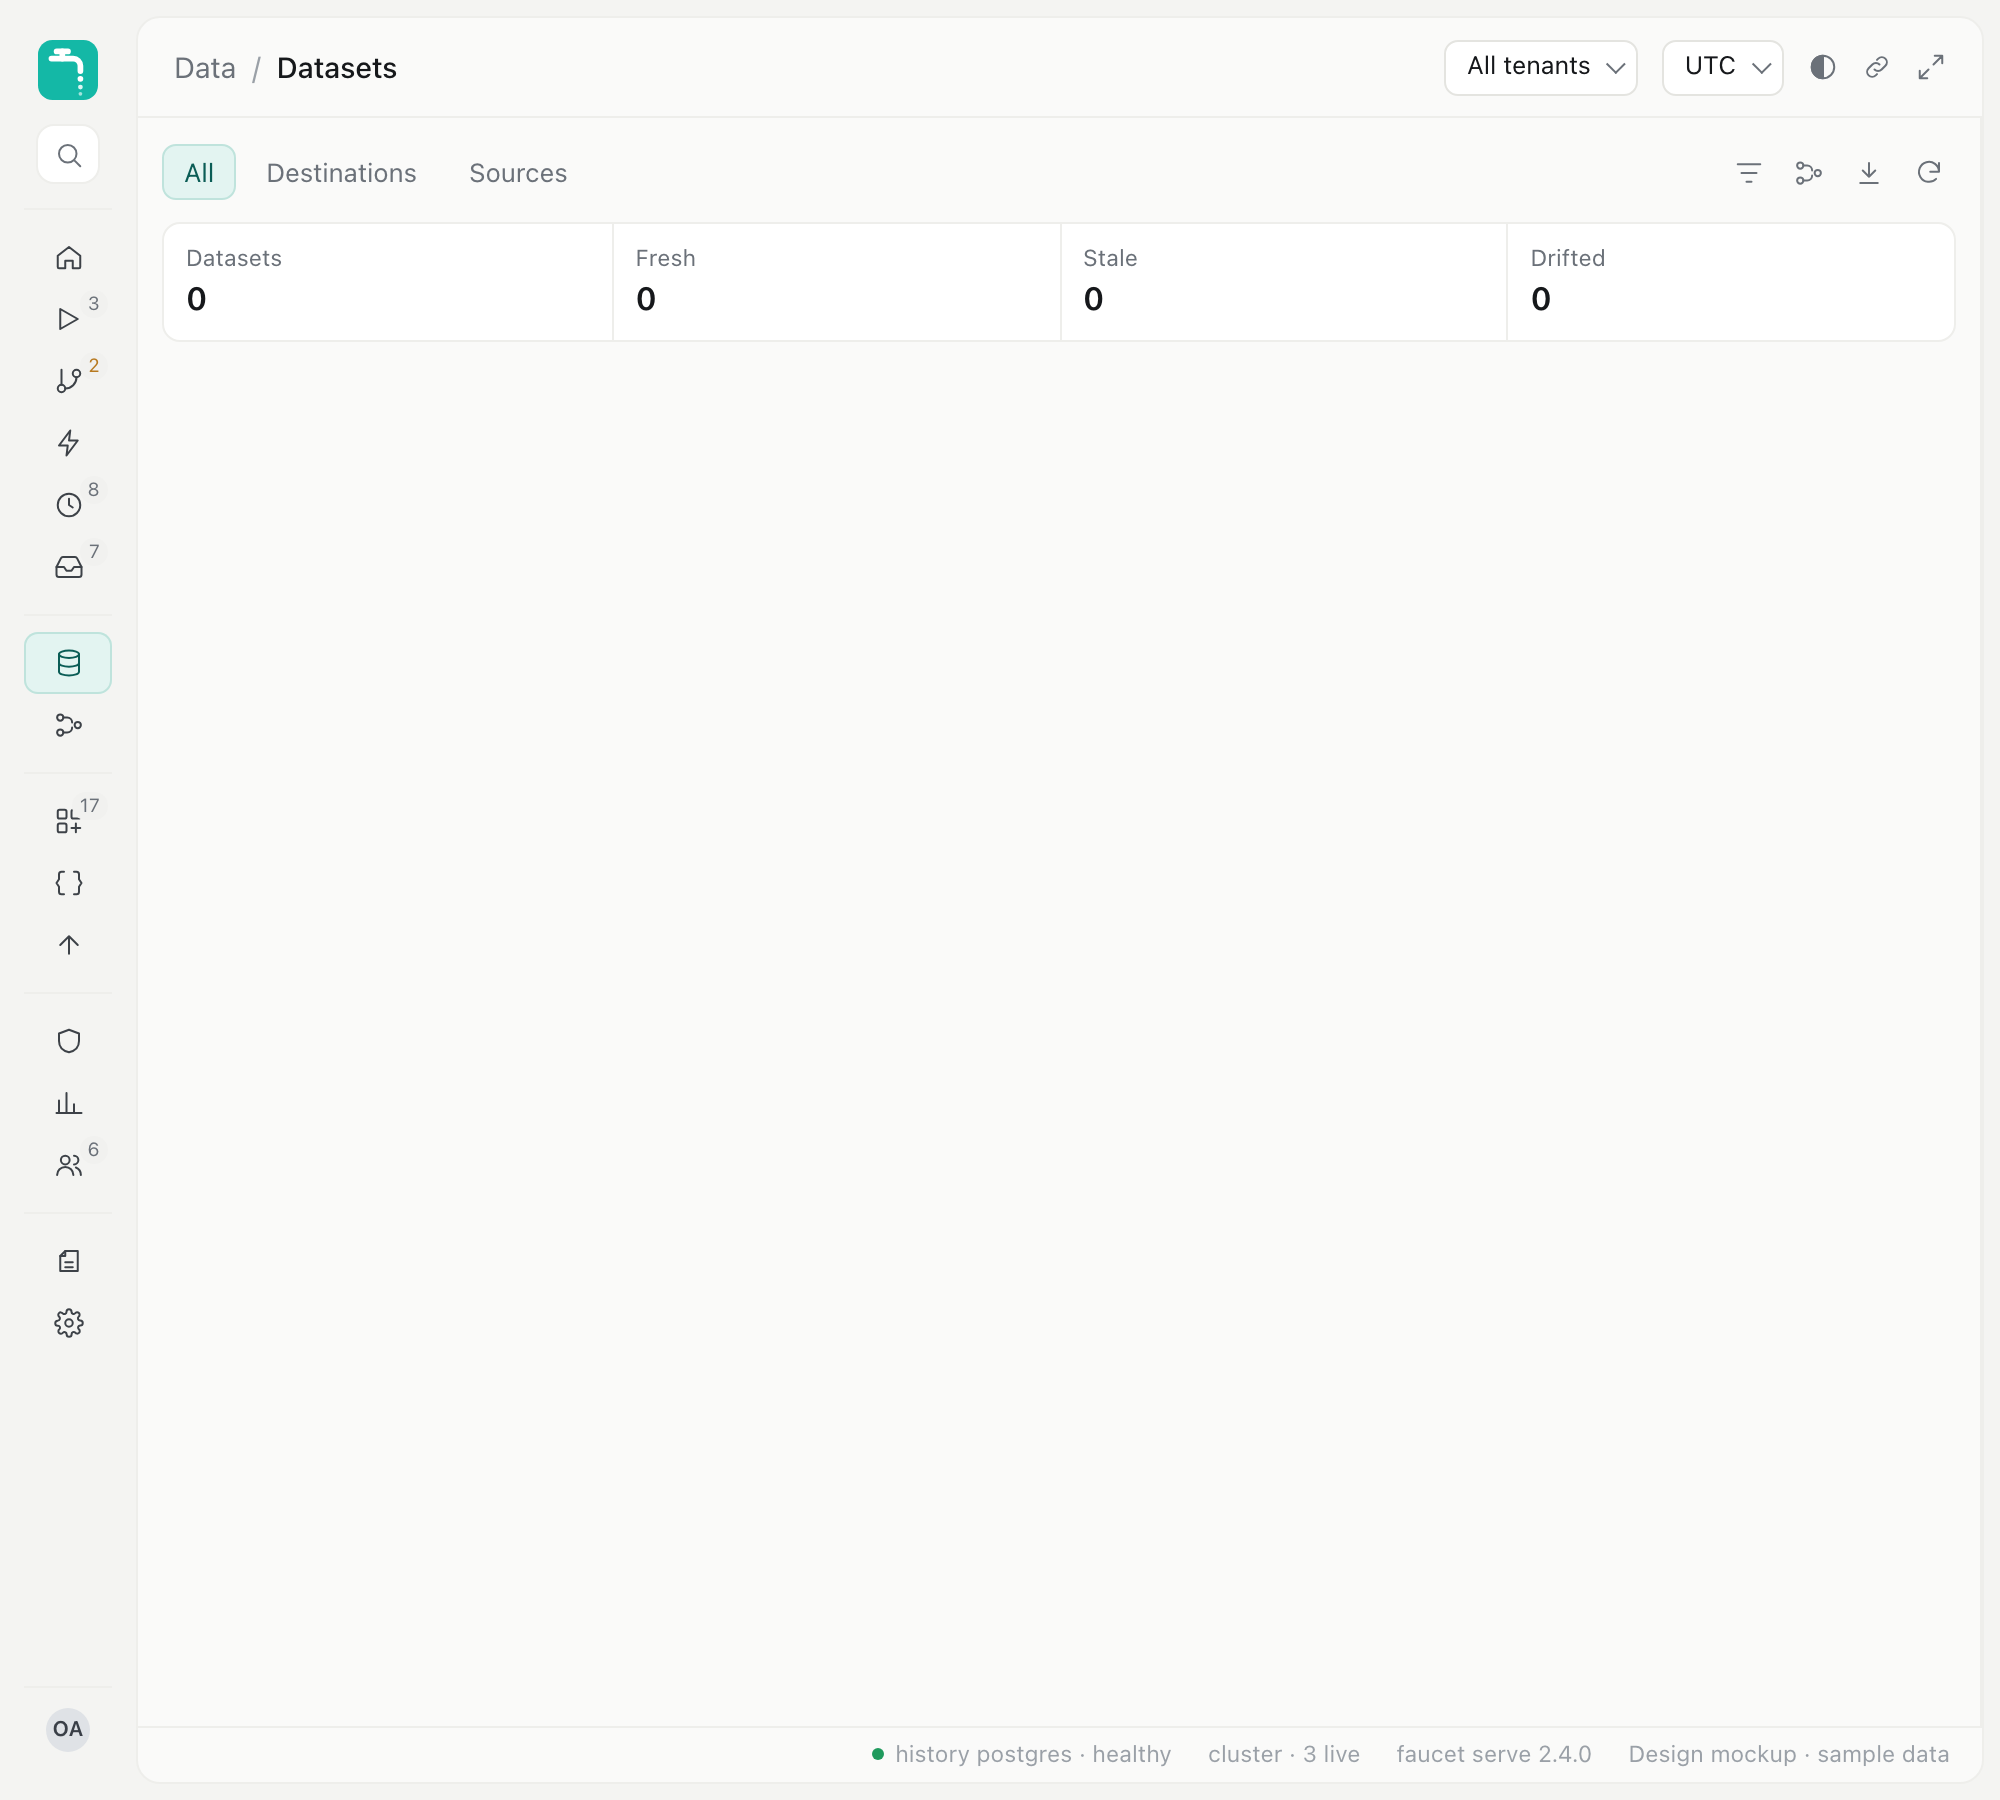 Data / Datasets
All tenants
UTC
All
Destinations
Sources
Datasets
0
Fresh
0
Stale
0
Drifted
0
3
2
8
7
17
6
OA
history postgres · healthy
cluster · 3 live
faucet serve 2.4.0
Design mockup · sample data